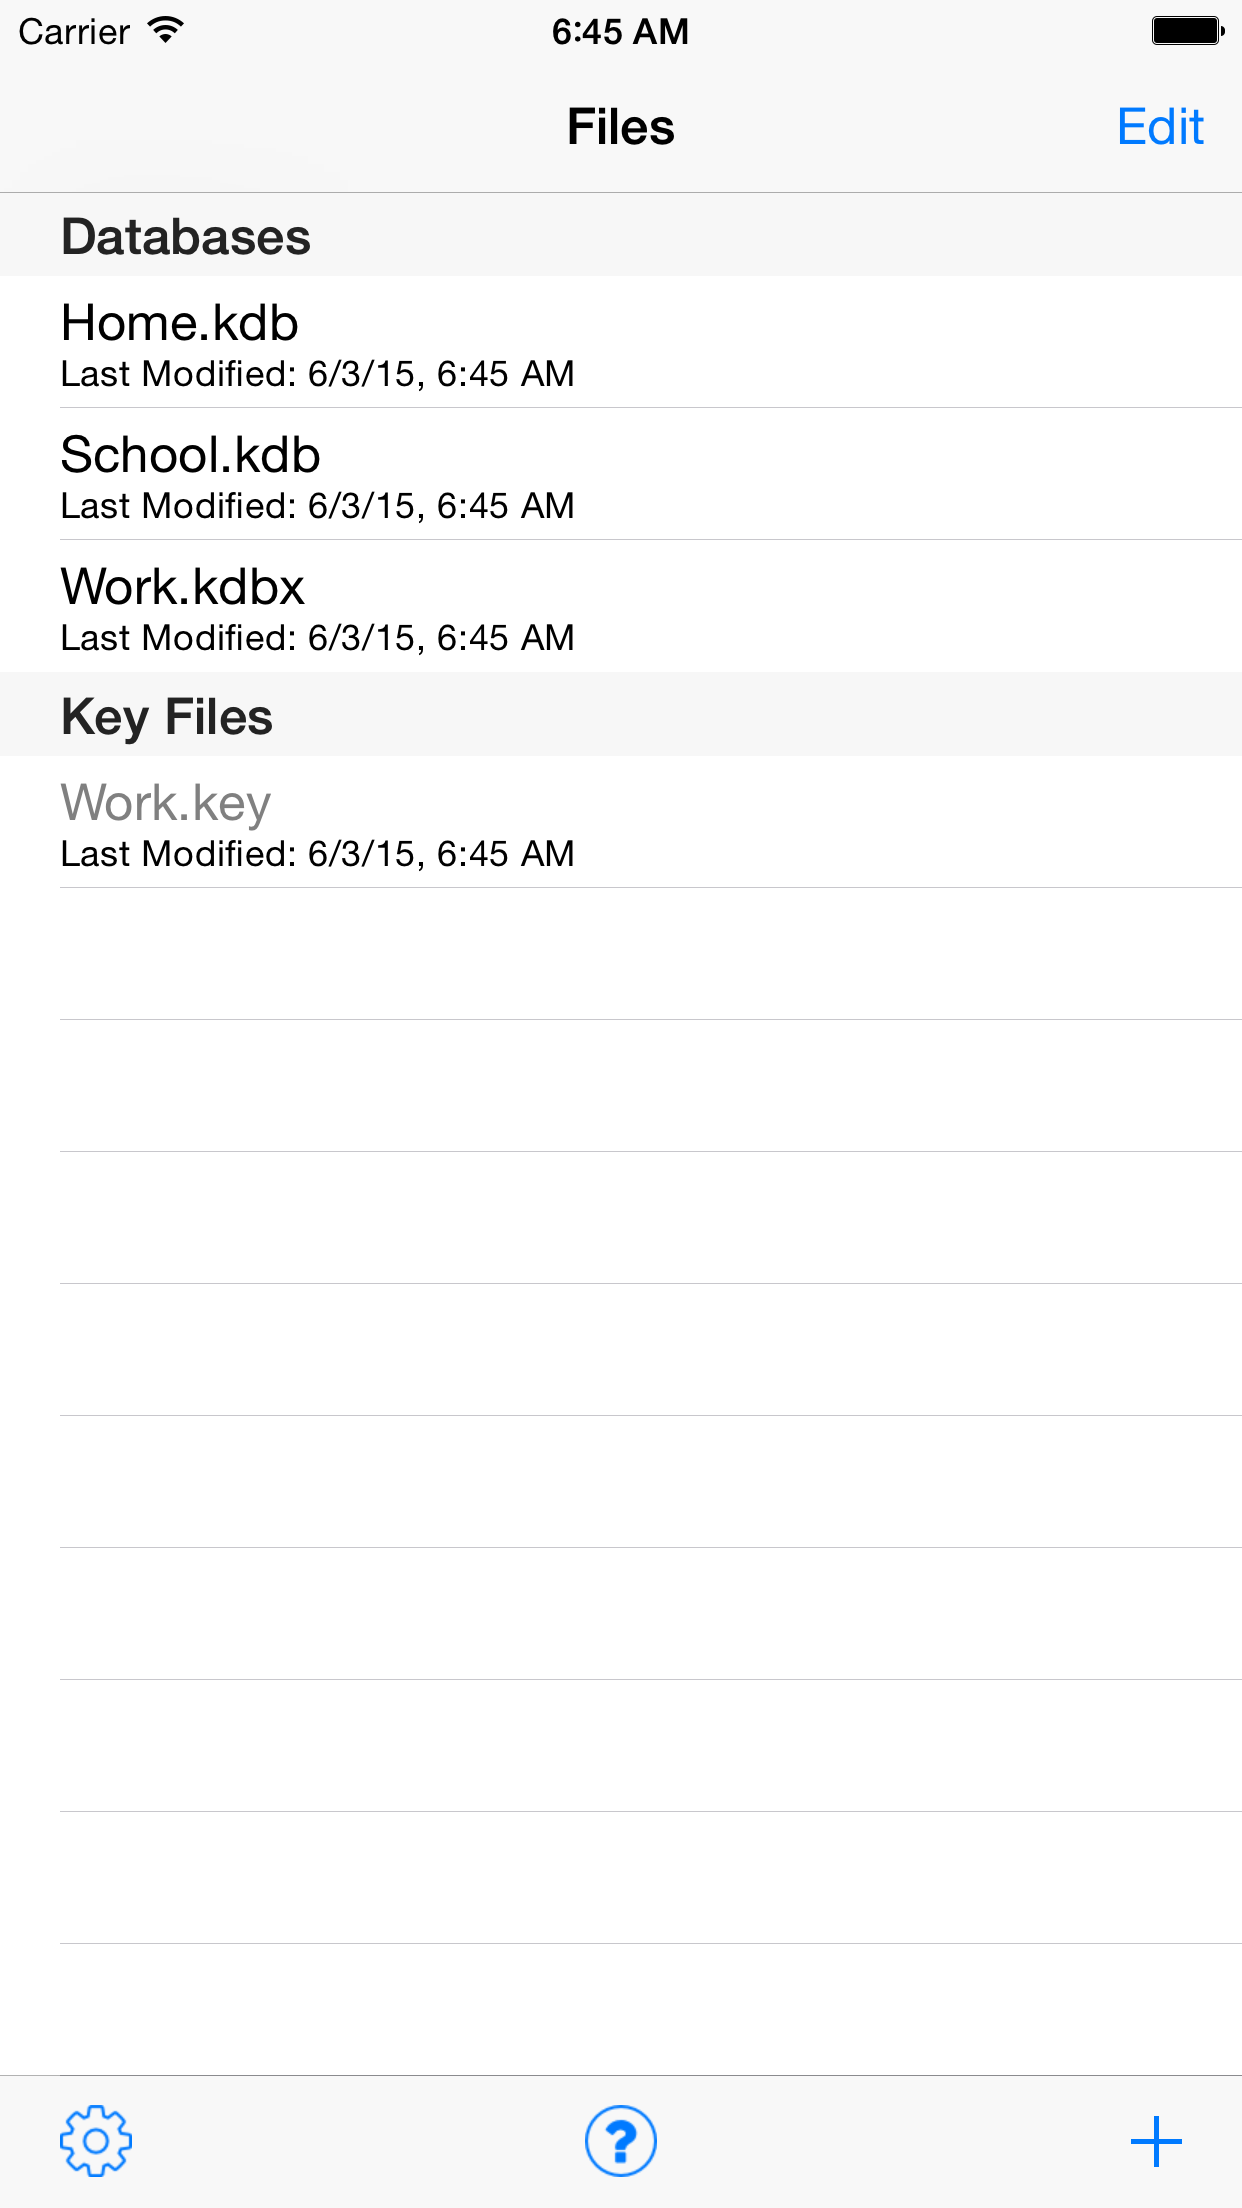 Carrier 6:45 AM
Files Edit
Databases
Home.kdb
Last Modified: 6/3/15, 6:45 AM
School.kdb
Last Modified: 6/3/15, 6:45 AM
Work.kdbx
Last Modified: 6/3/15, 6:45 AM
Key Files
Work.key
Last Modified: 6/3/15, 6:45 AM
?